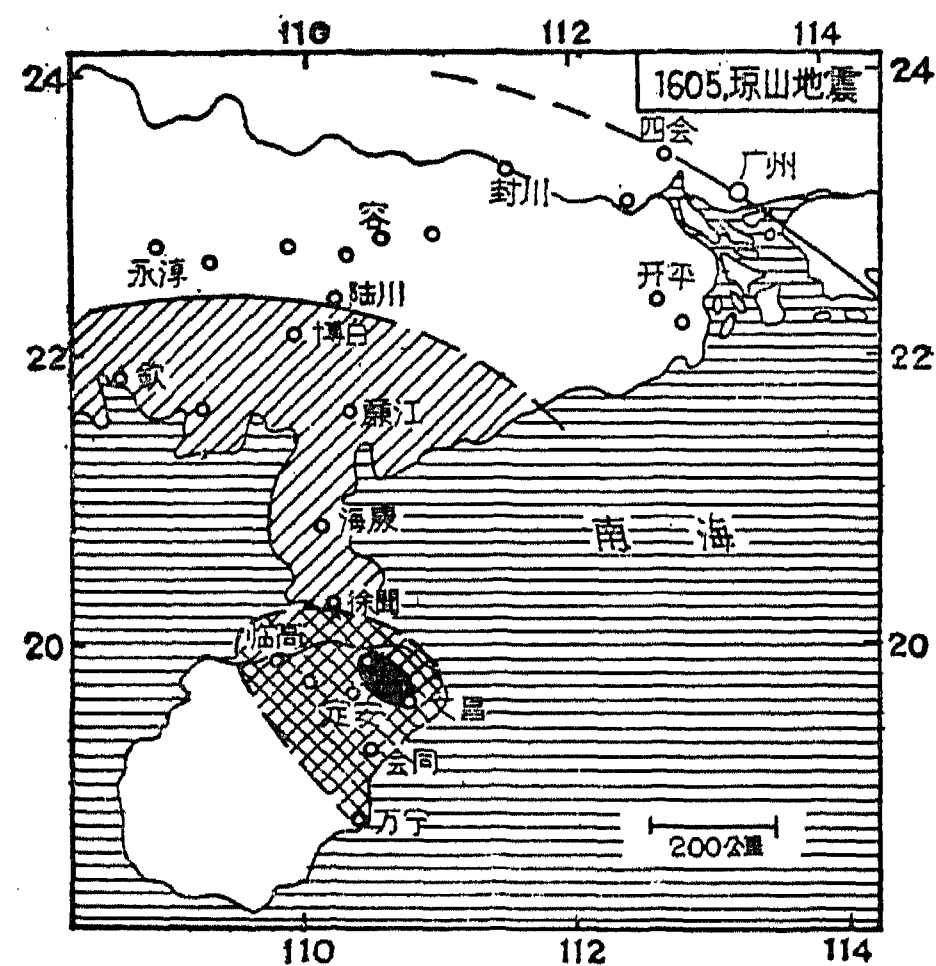 110 112 114
24 24
1605,琼山地震
四会
广州
封川
容
永淳
开平
陆川
博白
22 22
钦
廉江
海康
南 海
徐闻
临高
20 20
定安
昌
会同
万宁
200公里
110 112 114